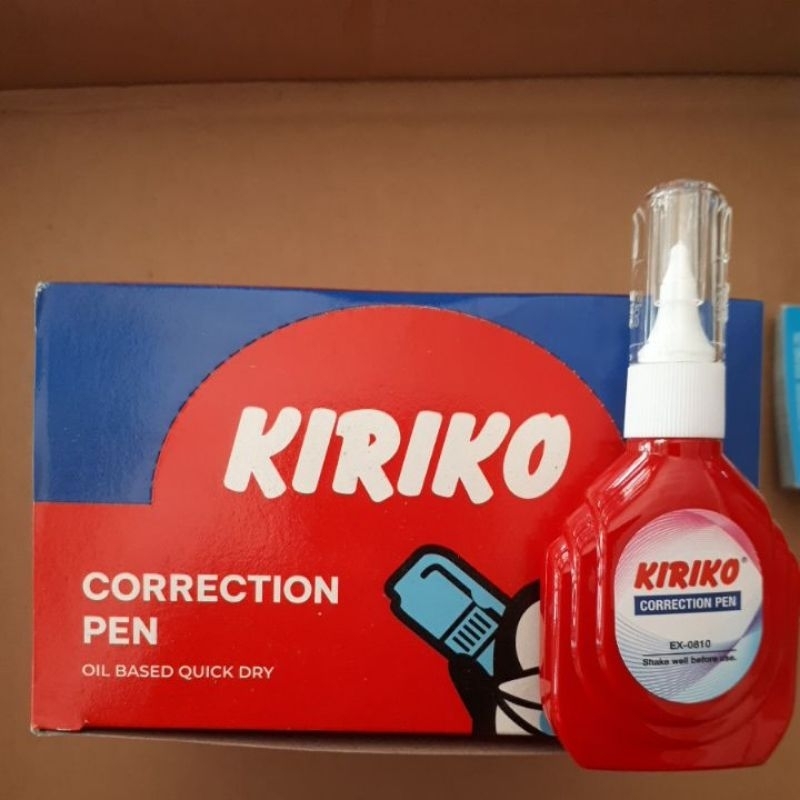 KIRIKO
CORRECTION
PEN
OIL BASED QUICK DRY
KIRIKO®
CORRECTION PEN
EX-0810
Shake well before use.